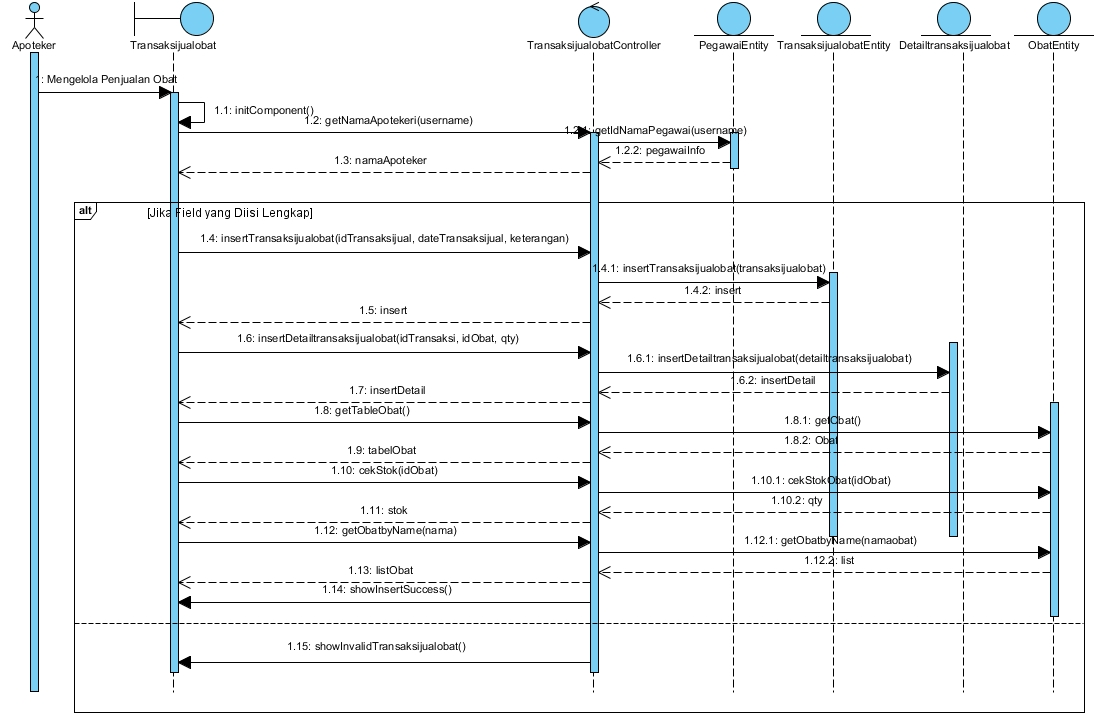 Apoteker
Transaksijualobat
TransaksijualobatController
PegawaiEntity
TransaksijualobatEntity
Detailtransaksijualobat
ObatEntity
1: Mengelola Penjualan Obat
1.1: initComponent()
1.2: getNamaApotekeri(username)
1.2.1: getIdNamaPegawai(username)
1.2.2: pegawaiInfo
1.3: namaApoteker
alt
[Jika Field yang Diisi Lengkap]
1.4: insertTransaksijualobat(idTransaksijual, dateTransaksijual, keterangan)
1.4.1: insertTransaksijualobat(transaksijualobat)
1.4.2: insert
1.5: insert
1.6: insertDetailtransaksijualobat(idTransaksi, idObat, qty)
1.6.1: insertDetailtransaksijualobat(detailtransaksijualobat)
1.6.2: insertDetail
1.7: insertDetail
1.8: getTableObat()
1.8.1: getObat()
1.8.2: Obat
1.9: tabelObat
1.10: cekStok(idObat)
1.10.1: cekStokObat(idObat)
1.10.2: qty
1.11: stok
1.12: getObatbyName(nama)
1.12.1: getObatbyName(namaobat)
1.12.2: list
1.13: listObat
1.14: showInsertSuccess()
1.15: showInvalidTransaksijualobat()